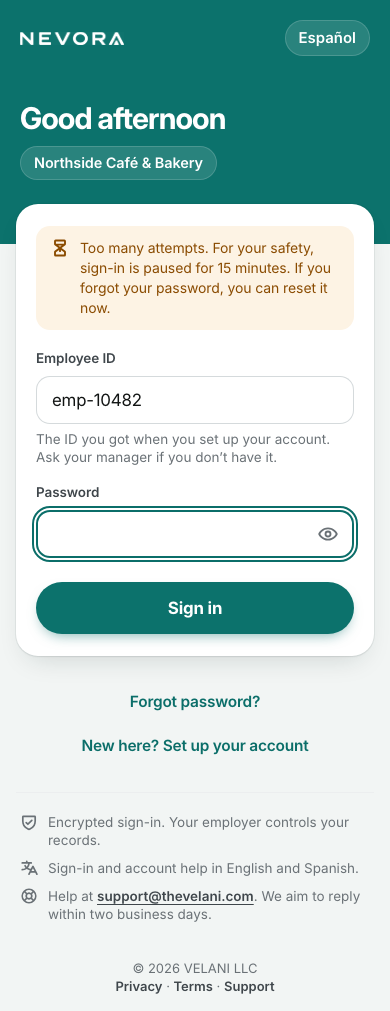 NEVORA
Español
Good afternoon
Northside Café & Bakery
Too many attempts. For your safety,
sign-in is paused for 15 minutes. If you
forgot your password, you can reset it
now.
Employee ID
emp-10482
The ID you got when you set up your account.
Ask your manager if you don’t have it.
Password
Sign in
Forgot password?
New here? Set up your account
Encrypted sign-in. Your employer controls your
records.
Sign-in and account help in English and Spanish.
Help at support@thevelani.com. We aim to reply
within two business days.
© 2026 VELANI LLC
Privacy · Terms · Support